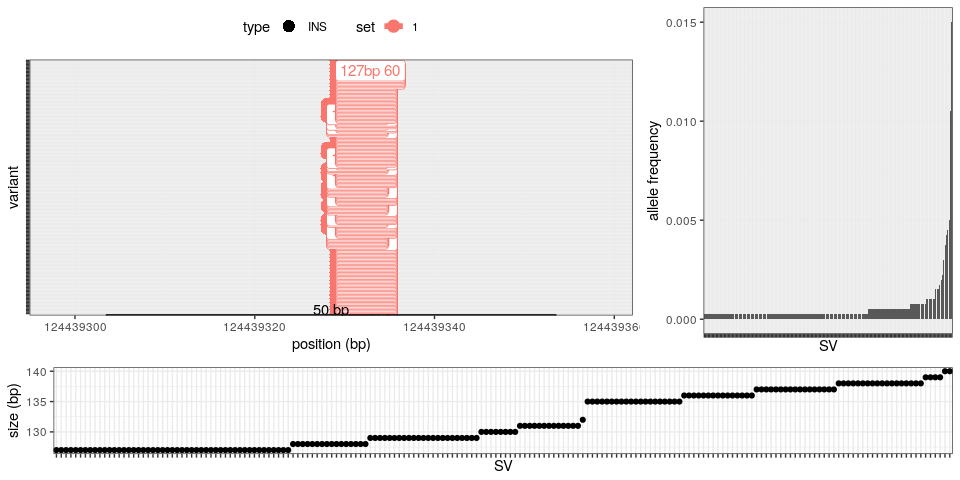 type INS set 1
127bp 60
variant
50 bp
124439300 124439320 124439340 12443936
position (bp)
0.015
0.010
0.005
0.000
allele frequency
SV
140
135
130
size (bp)
SV